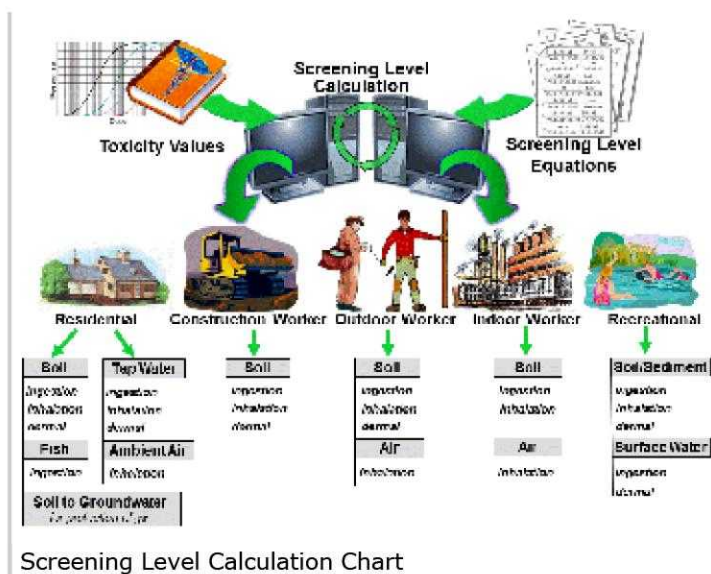 Screening Level
Calculation
Toxicity Values
Screening Level
Equations
Residential
Construction Worker
Outdoor Worker
Indoor Worker
Recreational
Soil
ingestion
inhalation
dermal
Fish
ingestion
Tap Water
ingestion
inhalation
dermal
Ambient Air
inhalation
Soil to Groundwater
for protection of
Soil
ingestion
inhalation
dermal
Soil
ingestion
inhalation
dermal
Air
inhalation
Soil
ingestion
inhalation
Air
inhalation
Soil/Sediment
ingestion
inhalation
dermal
Surface Water
ingestion
dermal
Screening Level Calculation Chart